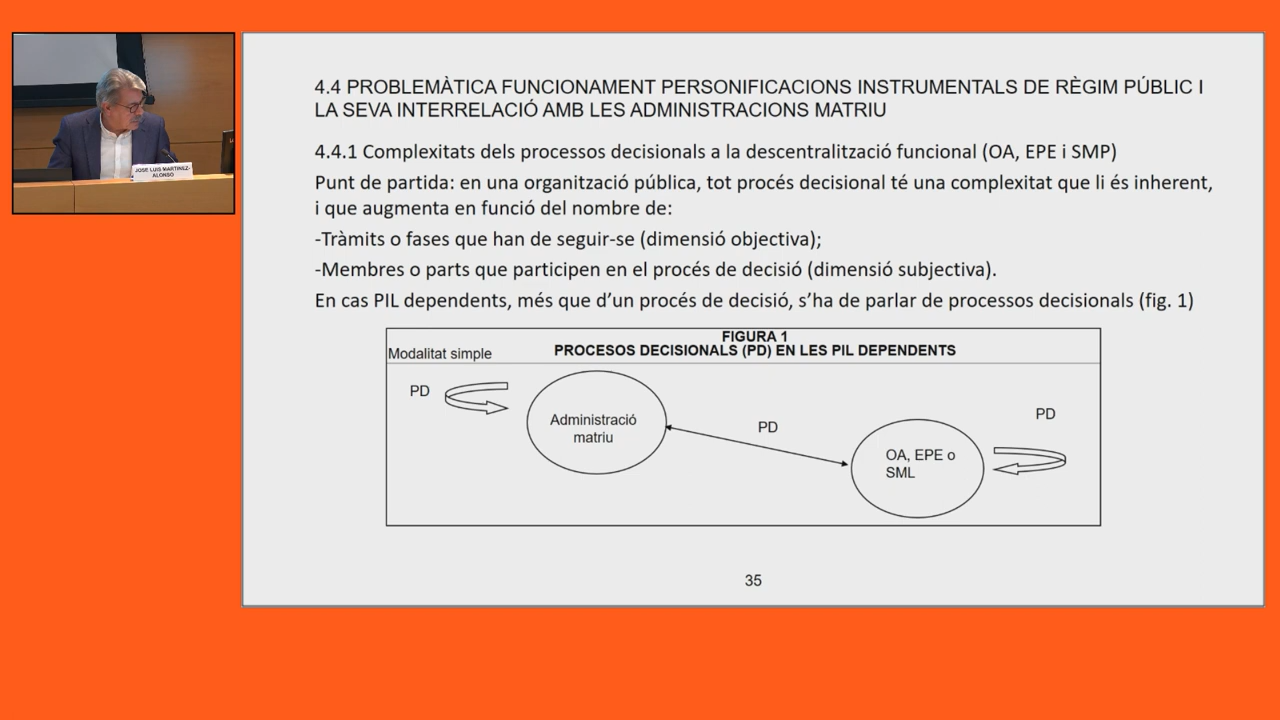 JOSE LUIS MARTINEZ-
ALONSO
4.4 PROBLEMÀTICA FUNCIONAMENT PERSONIFICACIONS INSTRUMENTALS DE RÈGIM PÚBLIC I
LA SEVA INTERRELACIÓ AMB LES ADMINISTRACIONS MATRIU
4.4.1 Complexitats dels processos decisionals a la descentralització funcional (OA, EPE i SMP)
Punt de partida: en una organització pública, tot procés decisional té una complexitat que li és inherent,
i que augmenta en funció del nombre de:
-Tràmits o fases que han de seguir-se (dimensió objectiva);
-Membres o parts que participen en el procés de decisió (dimensió subjectiva).
En cas PIL dependents, més que d’un procés de decisió, s’ha de parlar de processos decisionals (fig. 1)
FIGURA 1
Modalitat simple
PROCESOS DECISIONALS (PD) EN LES PIL DEPENDENTS
PD
Administració
matriu
PD
OA, EPE o
SML
PD
35